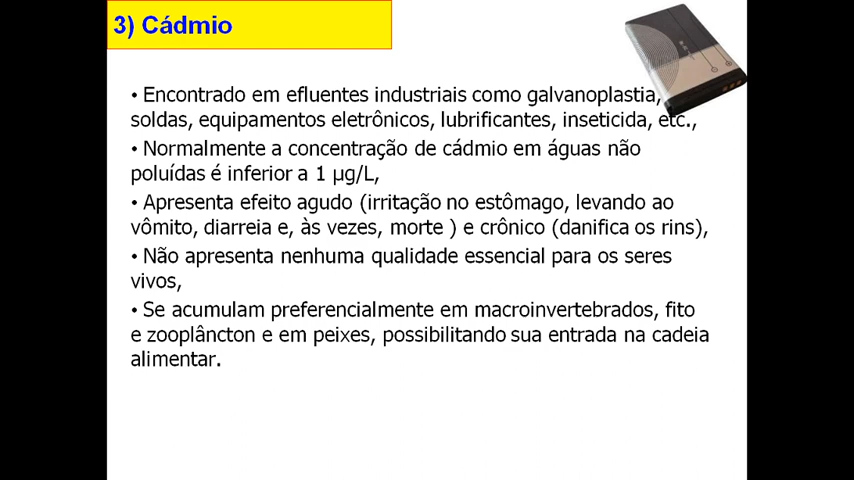 3) Cádmio
• Encontrado em efluentes industriais como galvanoplastia,
soldas, equipamentos eletrônicos, lubrificantes, inseticida, etc.,
• Normalmente a concentração de cádmio em águas não
poluídas é inferior a 1 µg/L,
• Apresenta efeito agudo (irritação no estômago, levando ao
vômito, diarreia e, às vezes, morte ) e crônico (danifica os rins),
• Não apresenta nenhuma qualidade essencial para os seres
vivos,
• Se acumulam preferencialmente em macroinvertebrados, fito
e zooplâncton e em peixes, possibilitando sua entrada na cadeia
alimentar.